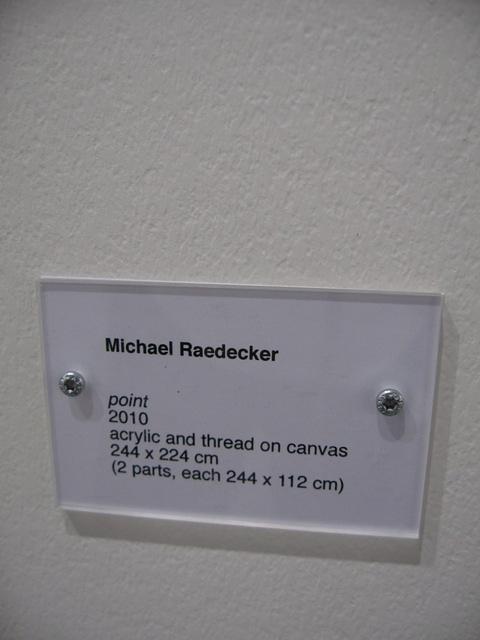 Michael Raedecker
point
2010
acrylic and thread on canvas
244 x 224 cm
(2 parts, each 244 x 112 cm)